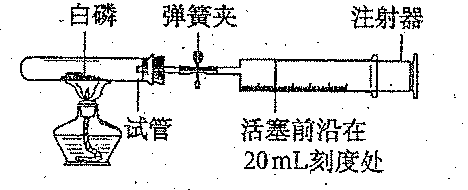 白磷
弹簧夹
注射器
试管
活塞前沿在
20mL刻度处